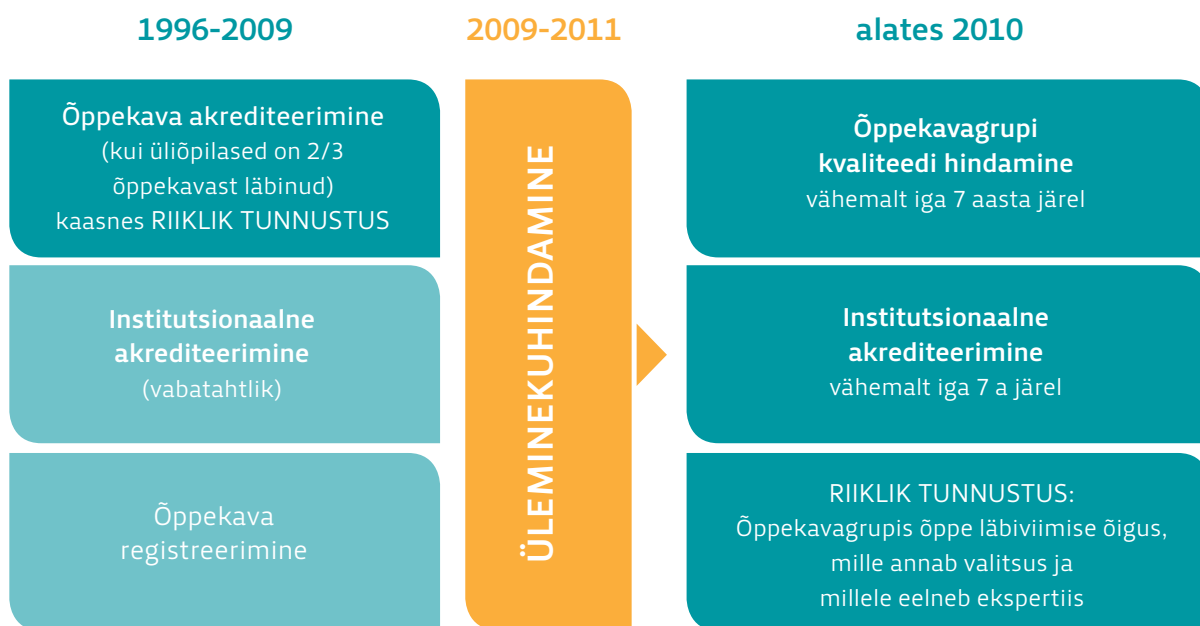 1996-2009
Õppekava akrediteerimine
(kui üliõpilased on 2/3
õppekavast läbinud)
kaasnes RIIKLIK TUNNUSTUS
Institutsionaalne
akrediteerimine
(vabatahtlik)
Õppekava
registreerimine
2009-2011
ÜLEMINEKUHINDAMINE
alates 2010
Õppekavagrupi
kvaliteedi hindamine
vähemalt iga 7 aasta järel
Institutsionaalne
akrediteerimine
vähemalt iga 7 a järel
RIIKLIK TUNNUSTUS:
Õppekavagrupis õppe läbiviimise õigus,
mille annab valitsus ja
millele eelneb ekspertiis